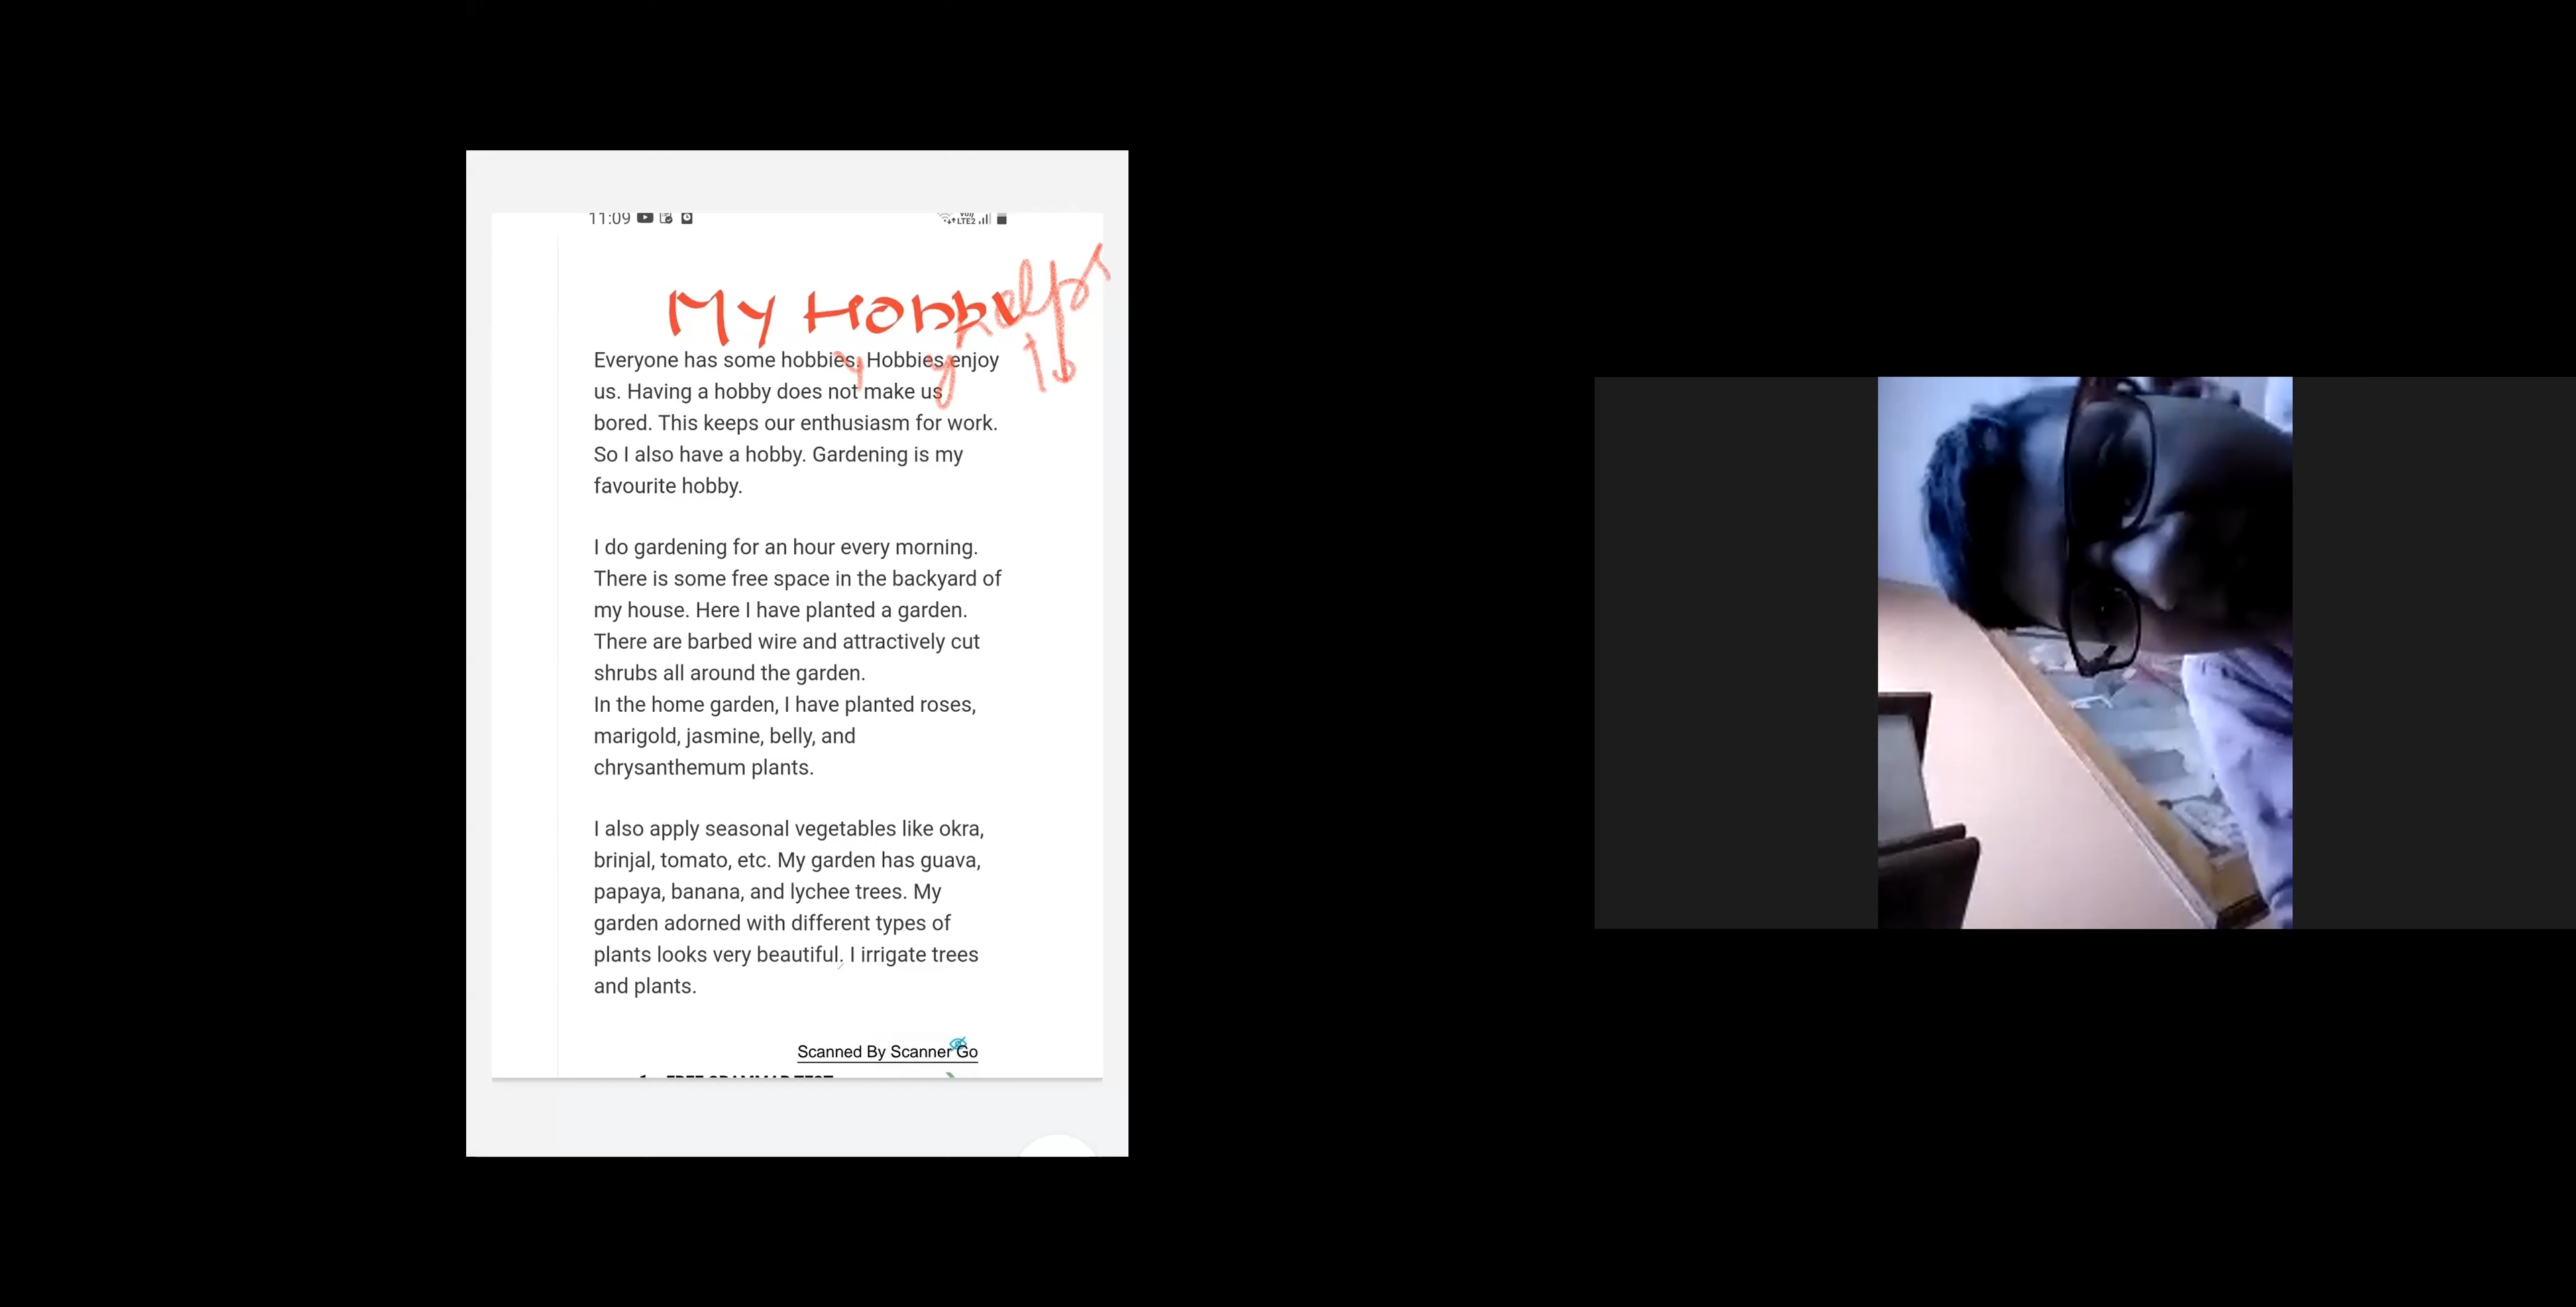 11:09
LTE2
My Hobby
helps
to
y y
Everyone has some hobbies. Hobbies enjoy
us. Having a hobby does not make us
bored. This keeps our enthusiasm for work.
So I also have a hobby. Gardening is my
favourite hobby.
I do gardening for an hour every morning.
There is some free space in the backyard of
my house. Here I have planted a garden.
There are barbed wire and attractively cut
shrubs all around the garden.
In the home garden, I have planted roses,
marigold, jasmine, belly, and
chrysanthemum plants.
I also apply seasonal vegetables like okra,
brinjal, tomato, etc. My garden has guava,
papaya, banana, and lychee trees. My
garden adorned with different types of
plants looks very beautiful. I irrigate trees
and plants.
Scanned By Scanner Go
FREE GRAMMAR TEST